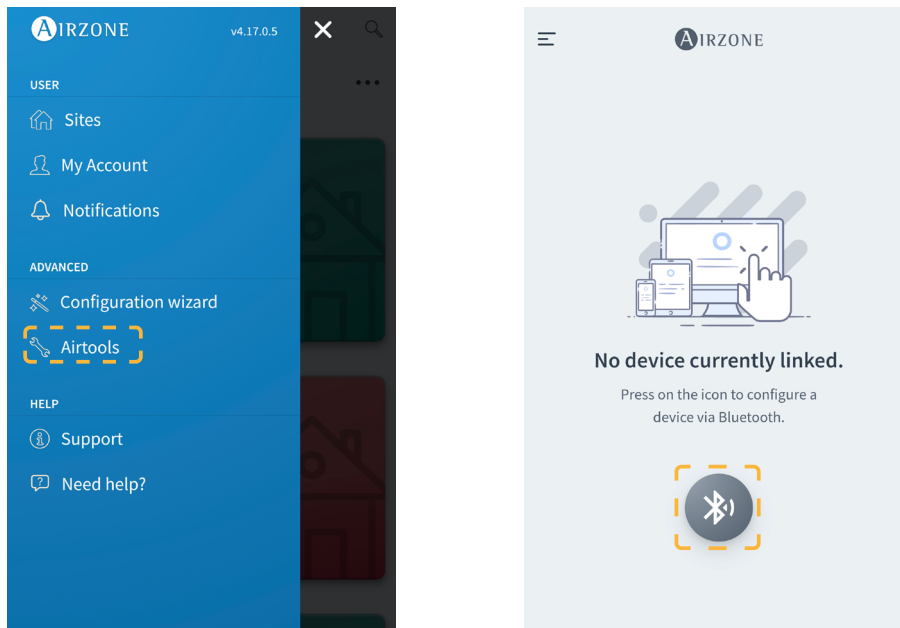 AIRZONE
v4.17.0.5
USER
Sites
My Account
Notifications
ADVANCED
Configuration wizard
Airtools
HELP
Support
Need help?
AIRZONE
No device currently linked.
Press on the icon to configure a
device via Bluetooth.